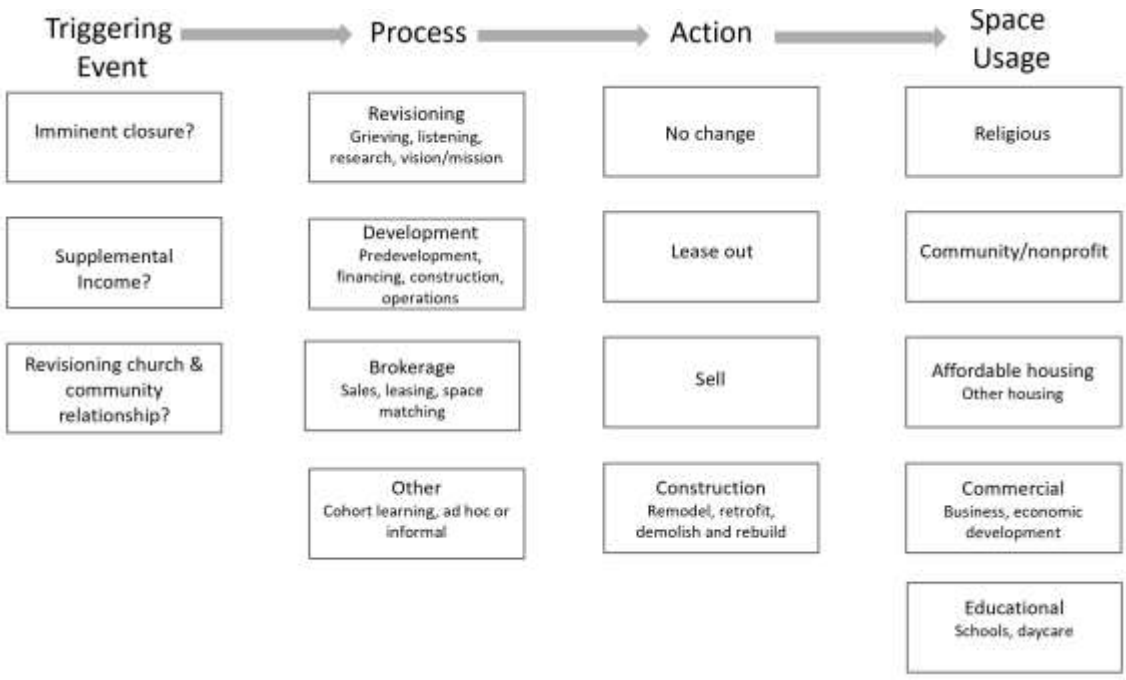 Triggering
Event
Process
Action
Space
Usage
Imminent closure?
Supplemental
Income?
Revisioning church &
community
relationship?
Revisioning
Grieving, listening,
research, vision/mission
Development
Predevelopment,
financing, construction,
operations
Brokerage
Sales, leasing, space
matching
Other
Cohort learning, ad hoc or
informal
No change
Lease out
Sell
Construction
Remodel, retrofit,
demolish and rebuild
Religious
Community/nonprofit
Affordable housing
Other housing
Commercial
Business, economic
development
Educational
Schools, daycare